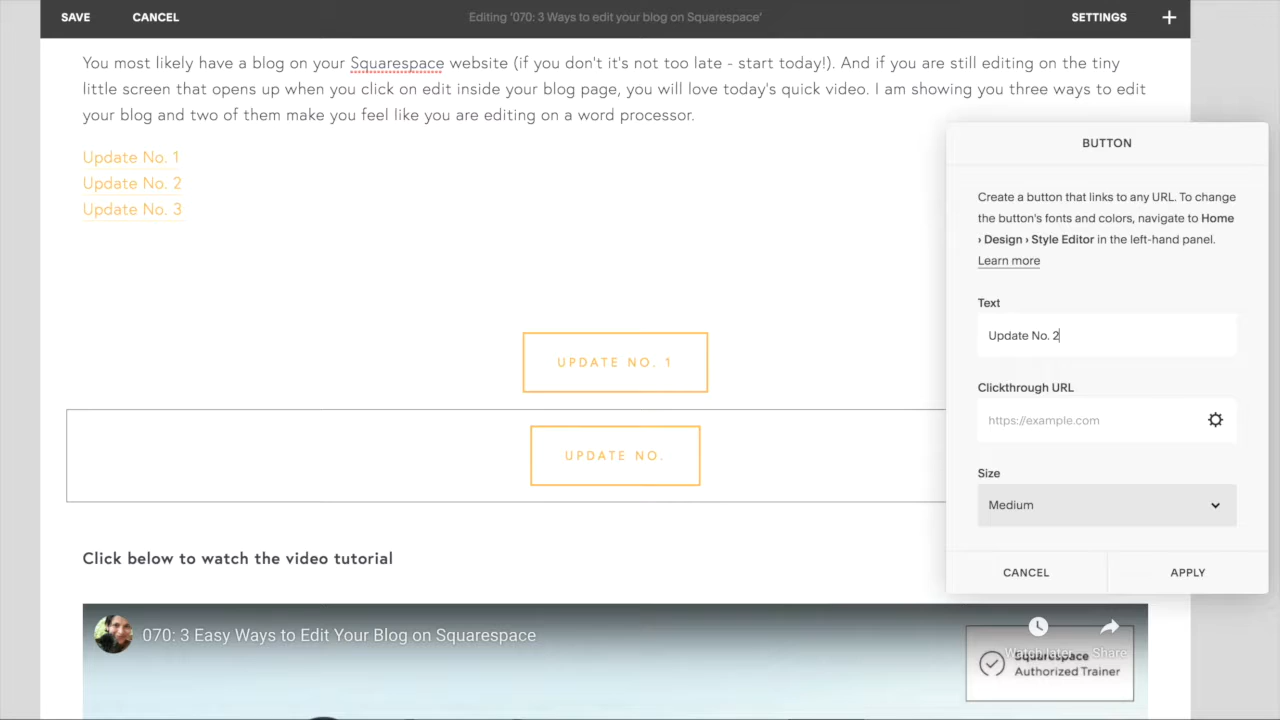 SAVE
CANCEL
Editing '070: 3 Ways to edit your blog on Squarespace'
SETTINGS
You most likely have a blog on your Squarespace website (if you don't it's not too late - start today!). And if you are still editing on the tiny
little screen that opens up when you click on edit inside your blog page, you will love today's quick video. I am showing you three ways to edit
your blog and two of them make you feel like you are editing on a word processor.
Update No. 1
Update No. 2
Update No. 3
UPDATE NO. 1
UPDATE NO.
BUTTON
Create a button that links to any URL. To change
the button's fonts and colors, navigate to Home
› Design › Style Editor in the left-hand panel.
Learn more
Text
Update No. 2
Clickthrough URL
https://example.com
Size
Medium
CANCEL
APPLY
Click below to watch the video tutorial
070: 3 Easy Ways to Edit Your Blog on Squarespace
Watch later
Share
Squarespace
Authorized Trainer